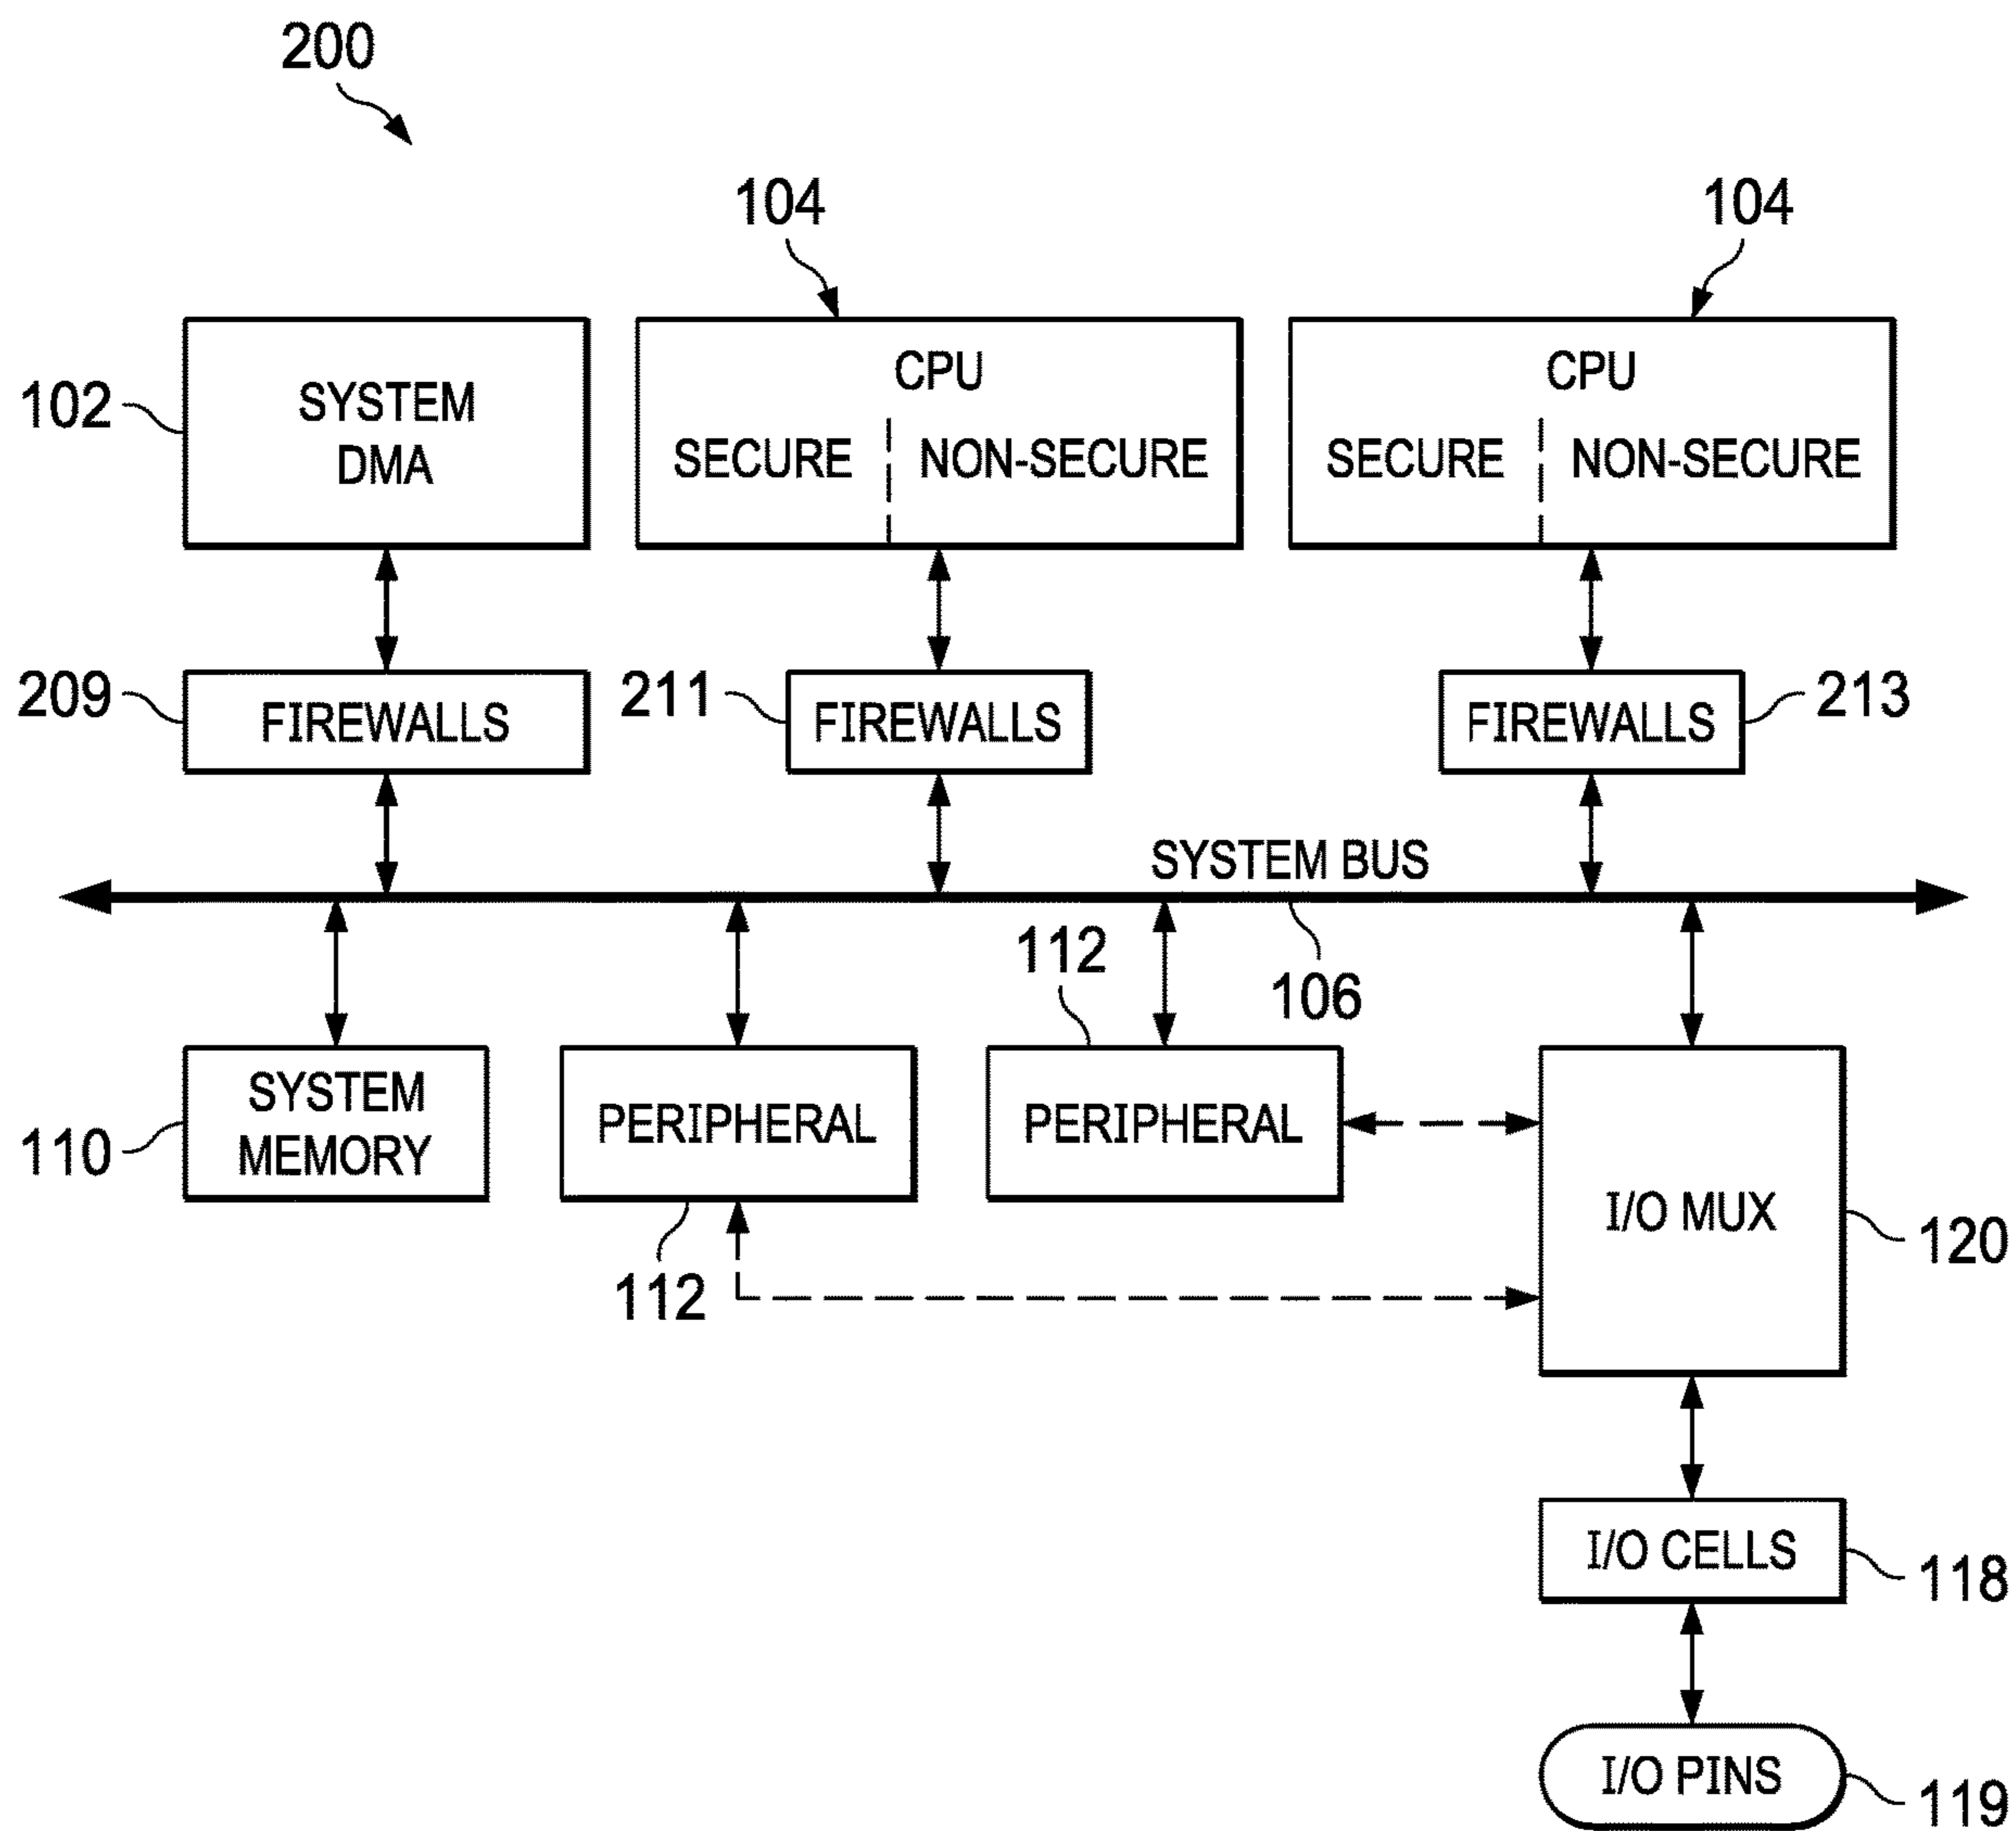 200
104
104
102
SYSTEM
DMA
CPU
SECURE
NON-SECURE
CPU
SECURE
NON-SECURE
209
FIREWALLS
211
FIREWALLS
FIREWALLS
213
SYSTEM BUS
106
112
110
SYSTEM
MEMORY
PERIPHERAL
112
PERIPHERAL
I/O MUX
120
I/O CELLS
118
I/O PINS
119